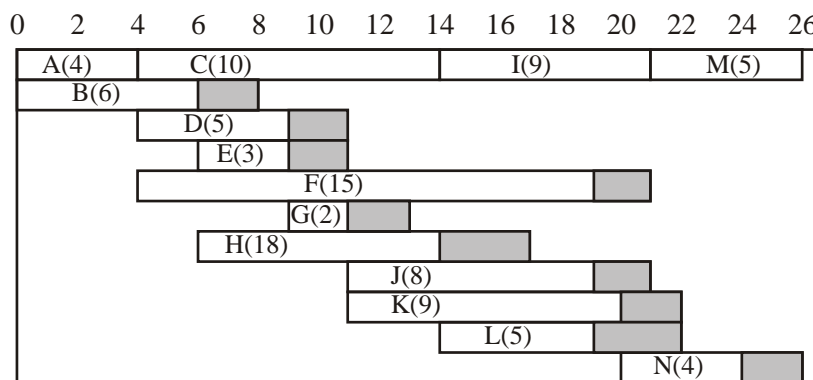 0 2 4 6 8 10 12 14 16 18 20 22 24 26
A(4) C(10) I(9) M(5)
B(6)
D(5)
E(3)
F(15)
G(2)
H(18)
J(8)
K(9)
L(5)
N(4)